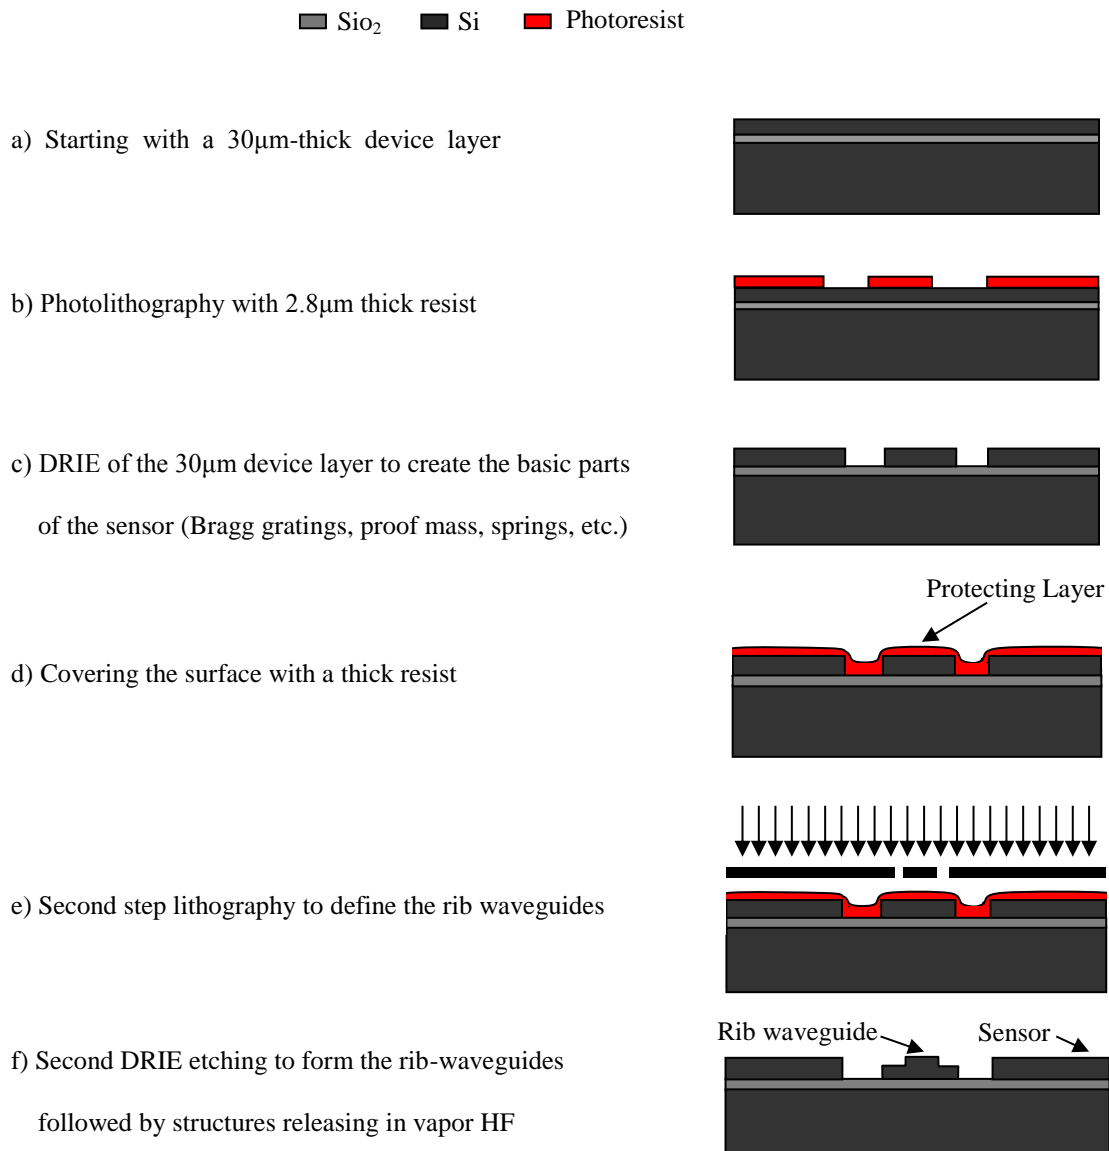 Sio₂ Si Photoresist
a) Starting with a 30μm-thick device layer
b) Photolithography with 2.8μm thick resist
c) DRIE of the 30μm device layer to create the basic parts
of the sensor (Bragg gratings, proof mass, springs, etc.)
Protecting Layer
d) Covering the surface with a thick resist
e) Second step lithography to define the rib waveguides
Rib waveguide Sensor
f) Second DRIE etching to form the rib-waveguides
followed by structures releasing in vapor HF